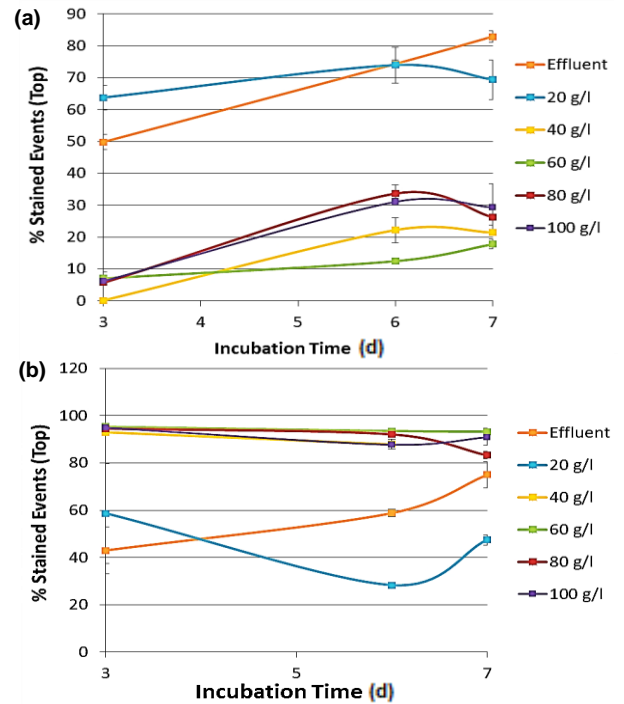 (a)
% Stained Events (Top)
90
80
70
60
50
40
30
20
10
0
3
4
5
6
7
Incubation Time (d)
Effluent
20 g/l
40 g/l
60 g/l
80 g/l
100 g/l
(b)
% Stained Events (Top)
120
100
80
60
40
20
0
3
5
7
Incubation Time (d)
Effluent
20 g/l
40 g/l
60 g/l
80 g/l
100 g/l